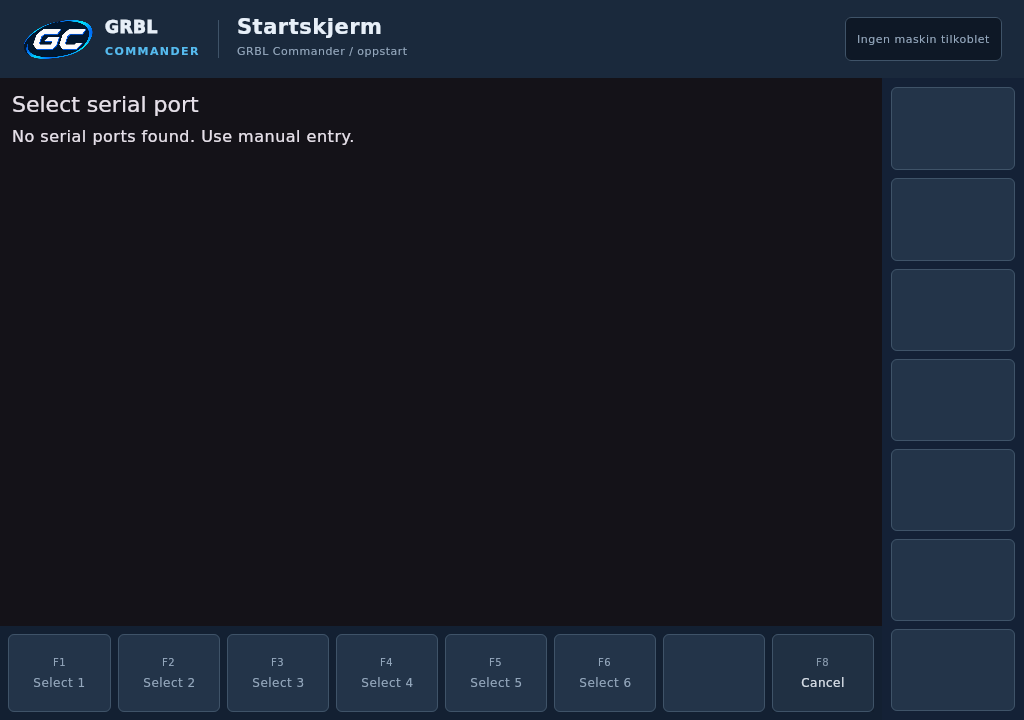 GC
GRBL
COMMANDER
Startskjerm
GRBL Commander / oppstart
Ingen maskin tilkoblet
Select serial port
No serial ports found. Use manual entry.
F1
Select 1
F2
Select 2
F3
Select 3
F4
Select 4
F5
Select 5
F6
Select 6
F8
Cancel